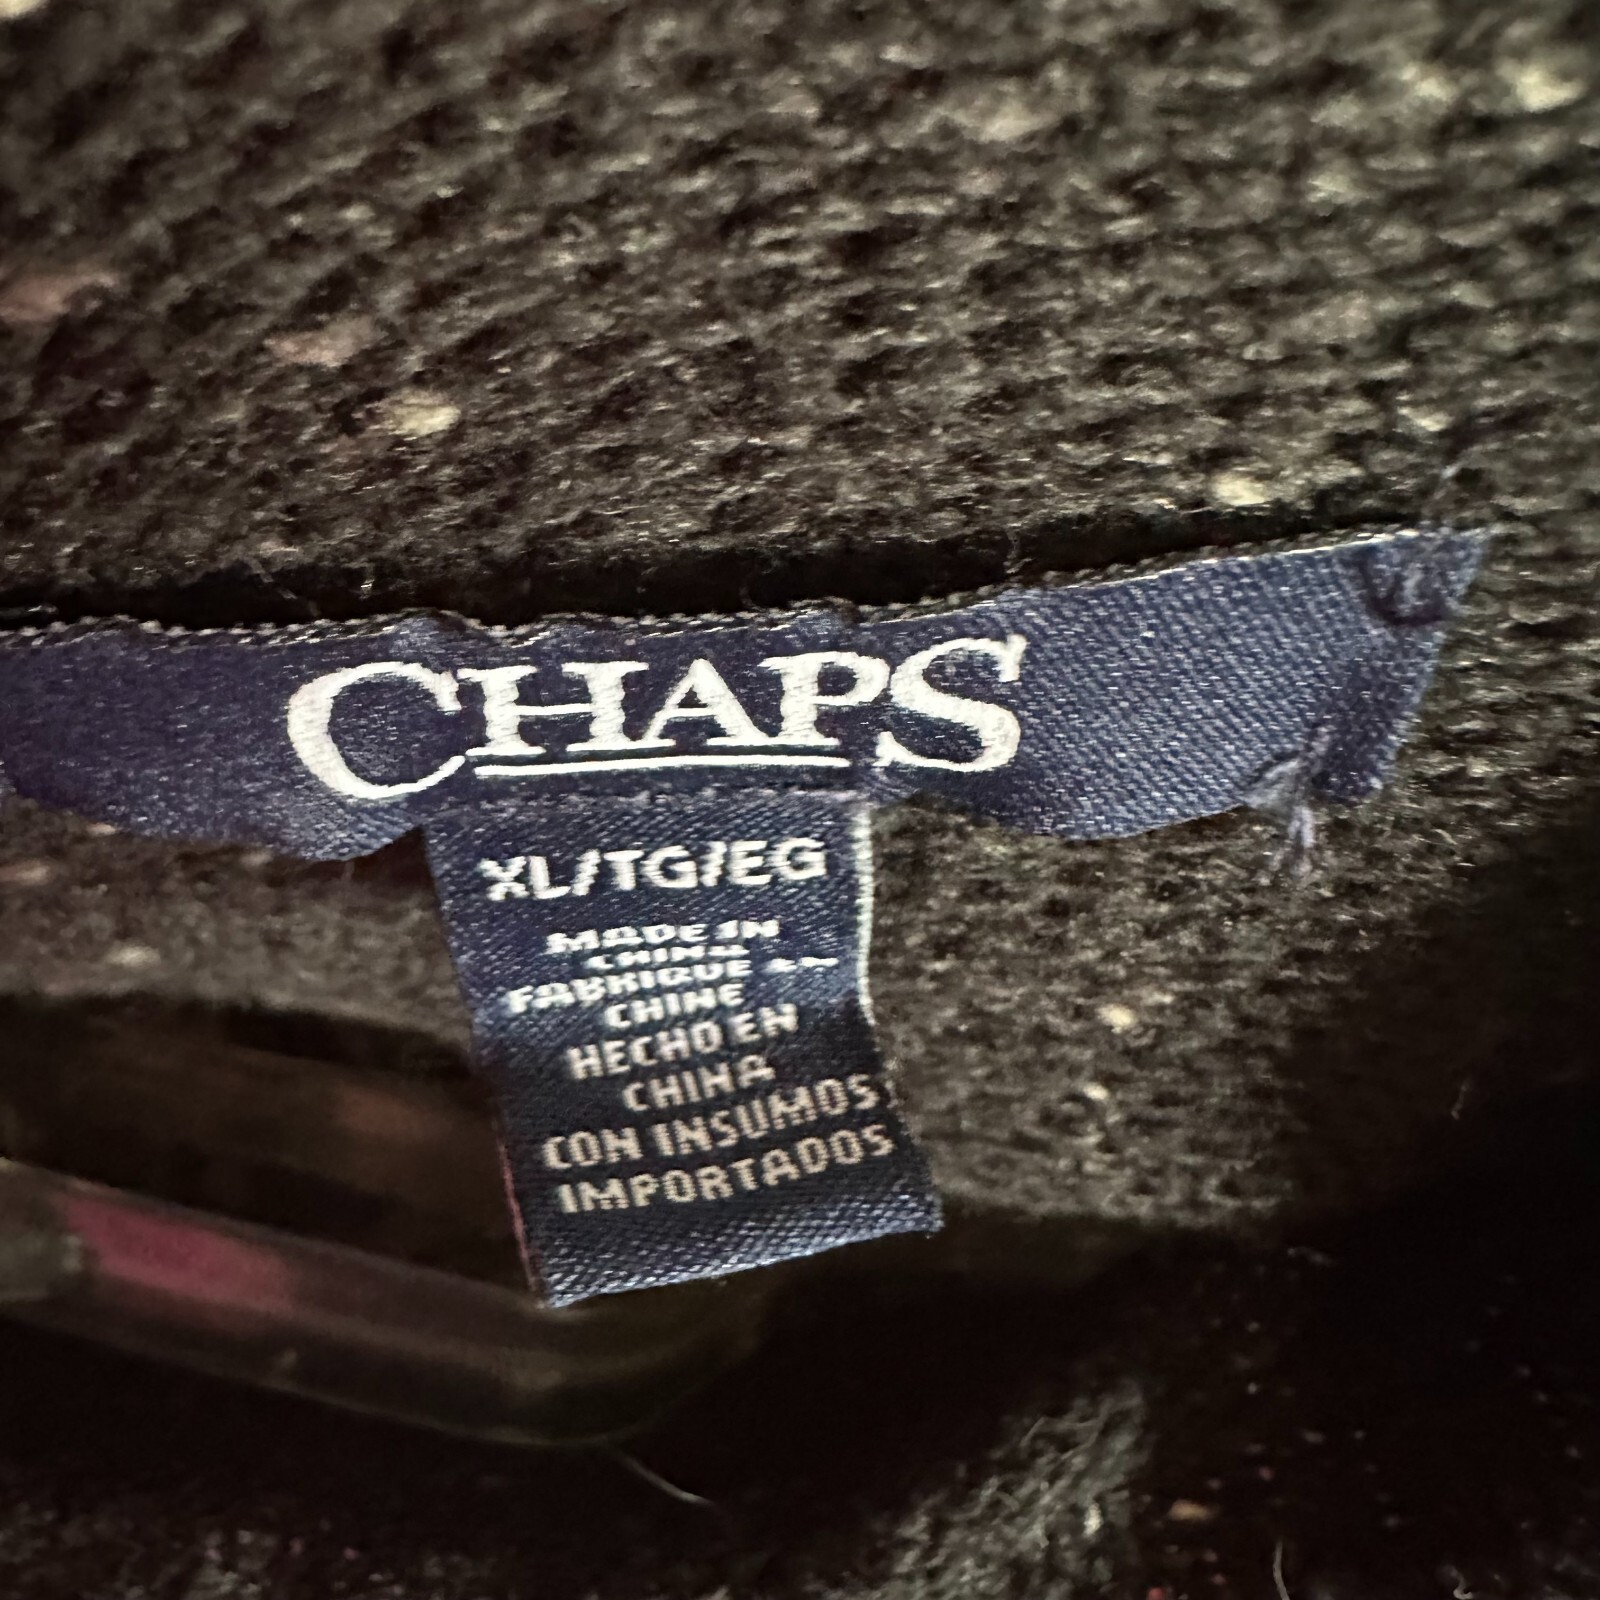 CHAPS
XL/TG/EG
MADE IN
CHINA
FABRIQUE EN
CHINE
HECHO EN
CHINA
CON INSUMOS
IMPORTADOS